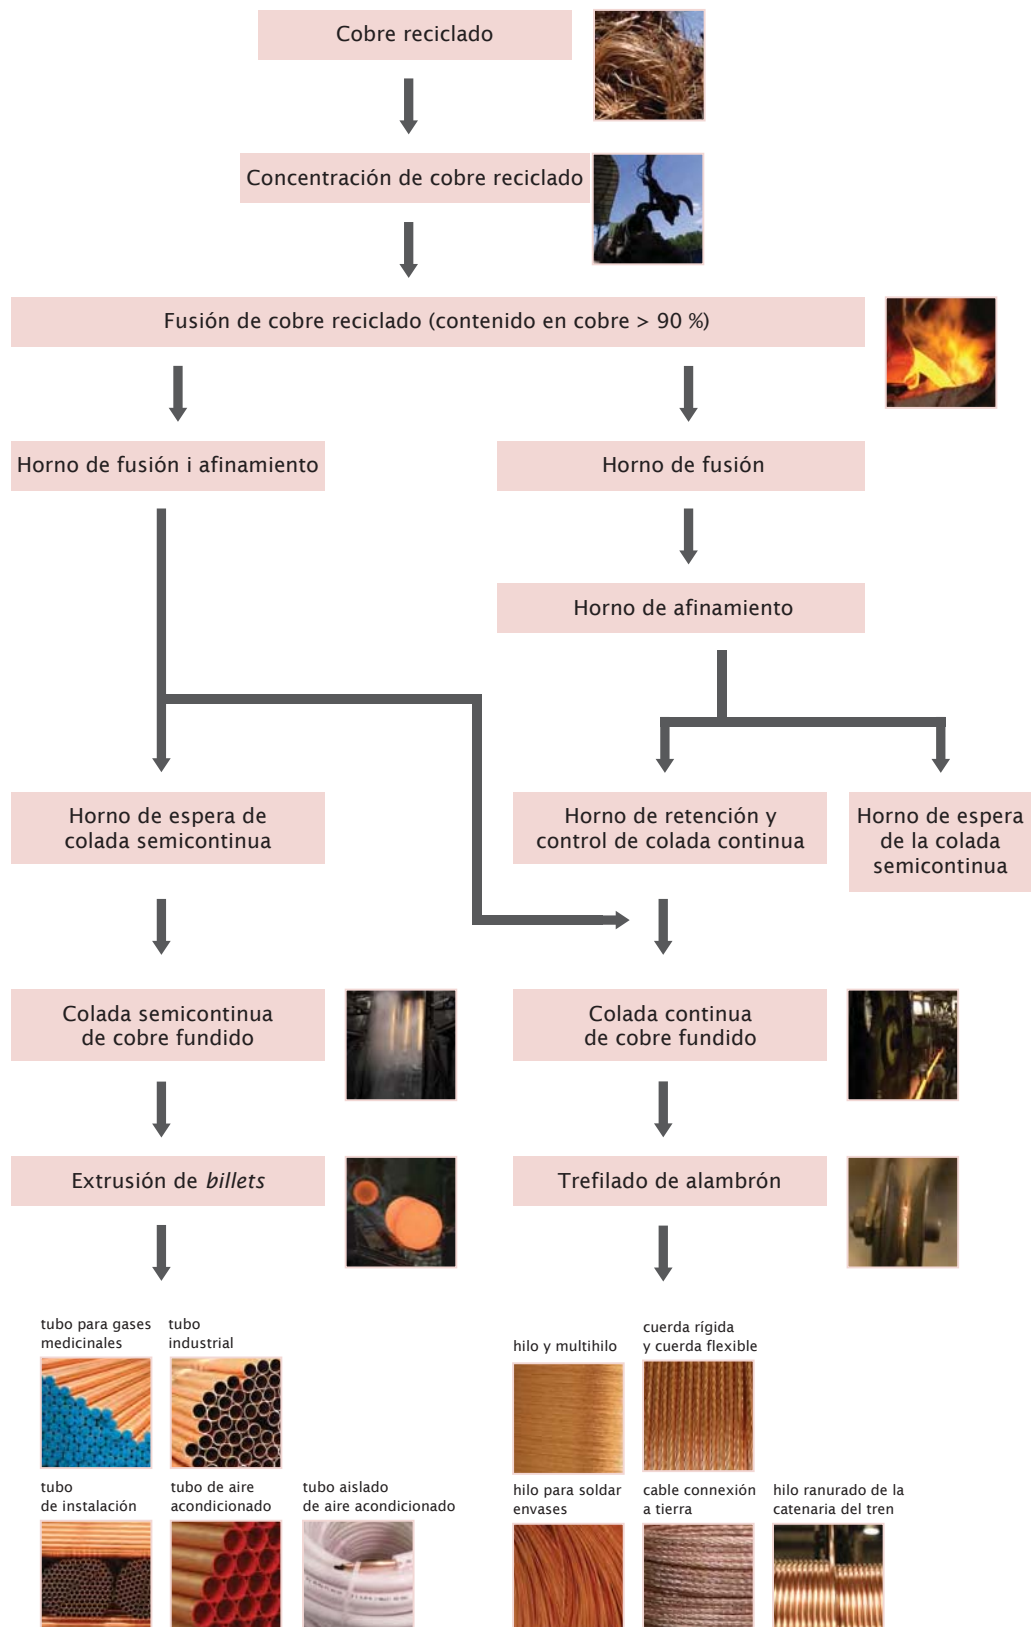 Cobre reciclado
Concentración de cobre reciclado
Fusión de cobre reciclado (contenido en cobre > 90 %)
Horno de fusión i afinamiento
Horno de fusión
Horno de afinamiento
Horno de espera de
colada semicontinua
Horno de retención y
control de colada continua
Horno de espera
de la colada
semicontinua
Colada semicontinua
de cobre fundido
Colada continua
de cobre fundido
Extrusión de billets
Trefilado de alambrón
tubo para gases
medicinales
tubo
industrial
hilo y multihilo
cuerda rígida
y cuerda flexible
tubo
de instalación
tubo de aire
acondicionado
tubo aislado
de aire acondicionado
hilo para soldar
envases
cable connexión
a tierra
hilo ranurado de la
catenaria del tren